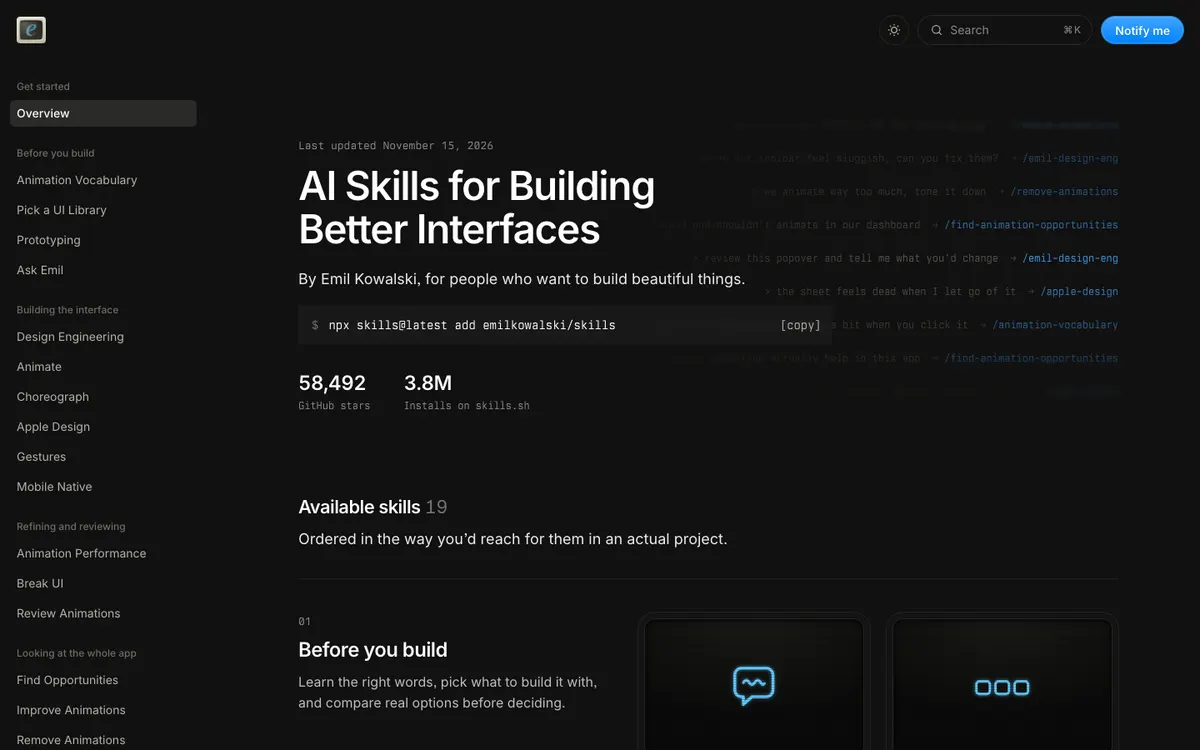 e
Search
⌘K
Notify me
Get started
Overview
Before you build
Animation Vocabulary
Pick a UI Library
Prototyping
Ask Emil
Building the interface
Design Engineering
Animate
Choreograph
Apple Design
Gestures
Mobile Native
Refining and reviewing
Animation Performance
Break UI
Review Animations
Looking at the whole app
Find Opportunities
Improve Animations
Remove Animations
Last updated November 15, 2026
AI Skills for Building
Better Interfaces
By Emil Kowalski, for people who want to build beautiful things.
$ npx skills@latest add emilkowalski/skills [copy]
58,492
GitHub stars
3.8M
Installs on skills.sh
feel sluggish, can you fix them? → /emil-design-eng
animate way too much, tone it down → /remove-animations
shouldn't animate in our dashboard → /find-animation-opportunities
review this popover and tell me what you'd change → /emil-design-eng
the sheet feels dead when I let go of it → /apple-design
bit when you click it → /animation-vocabulary
help in this app → /find-animation-opportunities
Available skills 19
Ordered in the way you'd reach for them in an actual project.
01
Before you build
Learn the right words, pick what to build it with,
and compare real options before deciding.